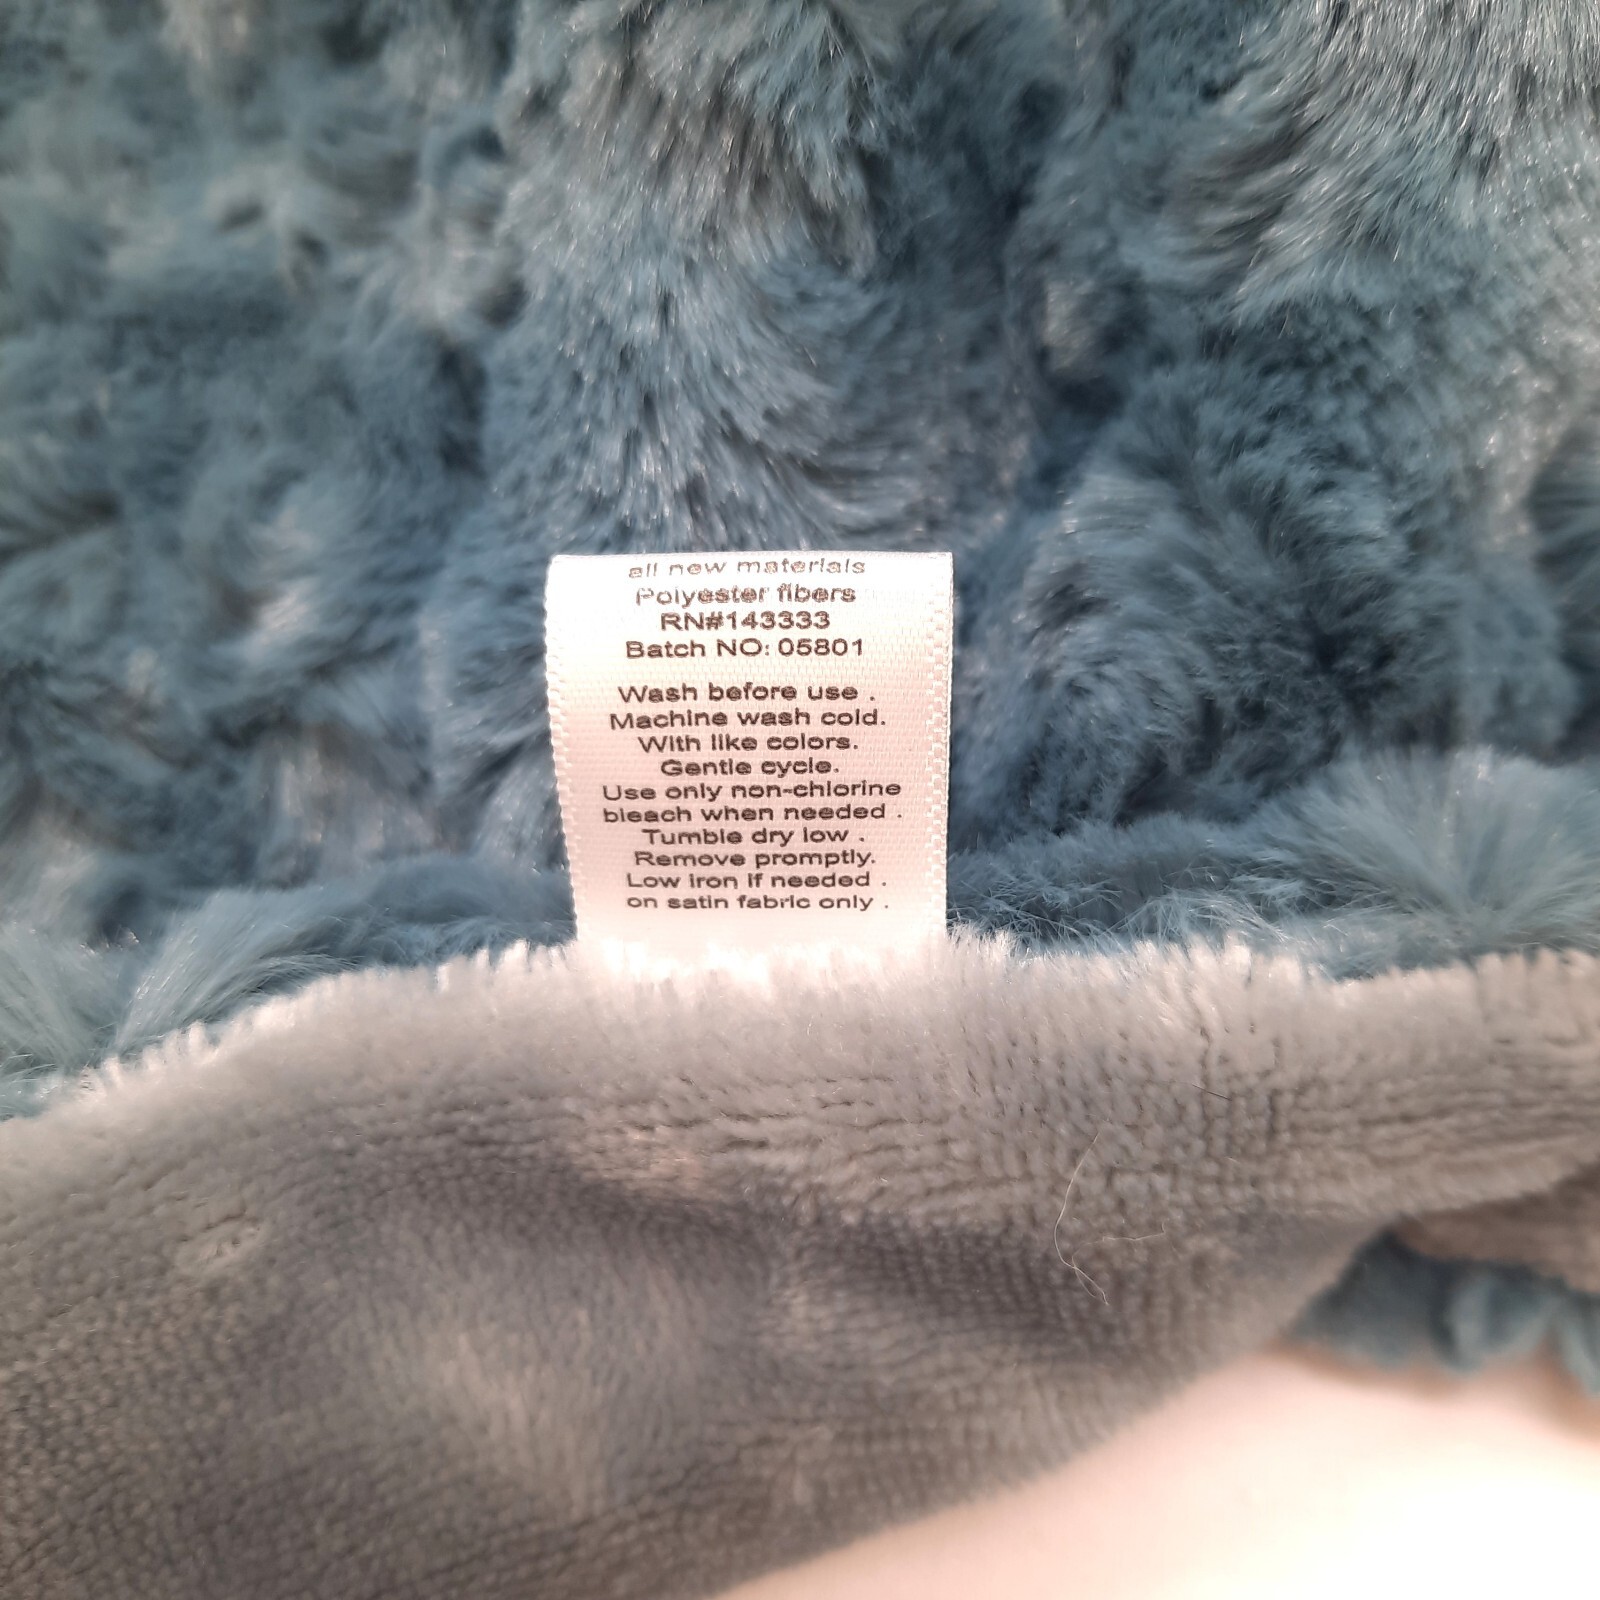 all new materials
Polyester fibers
RN#143333
Batch NO: 05801
Wash before use .
Machine wash cold.
With like colors.
Gentle cycle.
Use only non-chlorine
bleach when needed .
Tumble dry low .
Remove promptly.
Low iron if needed .
on satin fabric only .